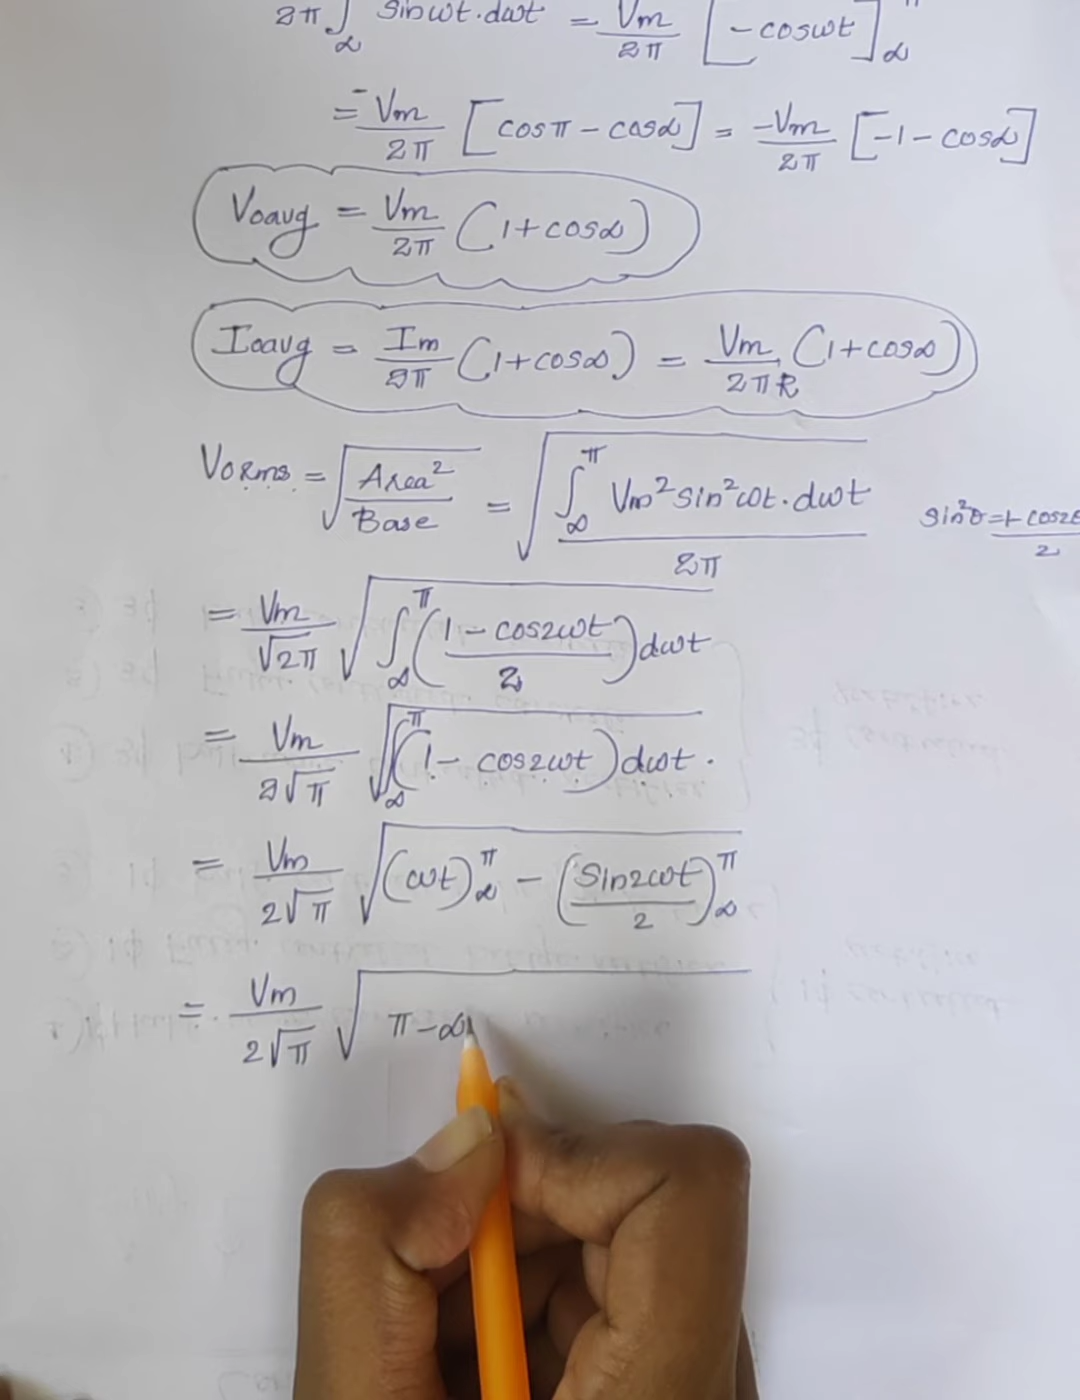 2π ∫α sinωt.dωt = Vm/2π [-cosωt]α^π
= -Vm/2π [cosπ - cosα] = -Vm/2π [-1 - cosα]
Voavg = Vm/2π (1+cosα)
Ioavg = Im/2π (1+cosα) = Vm/2πR (1+cosα)
Vorms = √(Area²/Base) = √(∫α^π Vm² sin²ωt.dωt / 2π)
sin²θ = 1-cos2θ/2
= Vm/√2π √(∫α^π (1-cos2ωt/2) dωt)
= Vm/2√π √(∫α^π (1-cos2ωt) dωt.)
= Vm/2√π √((ωt)α^π - (sin2ωt/2)α^π)
= Vm/2√π √(π-α